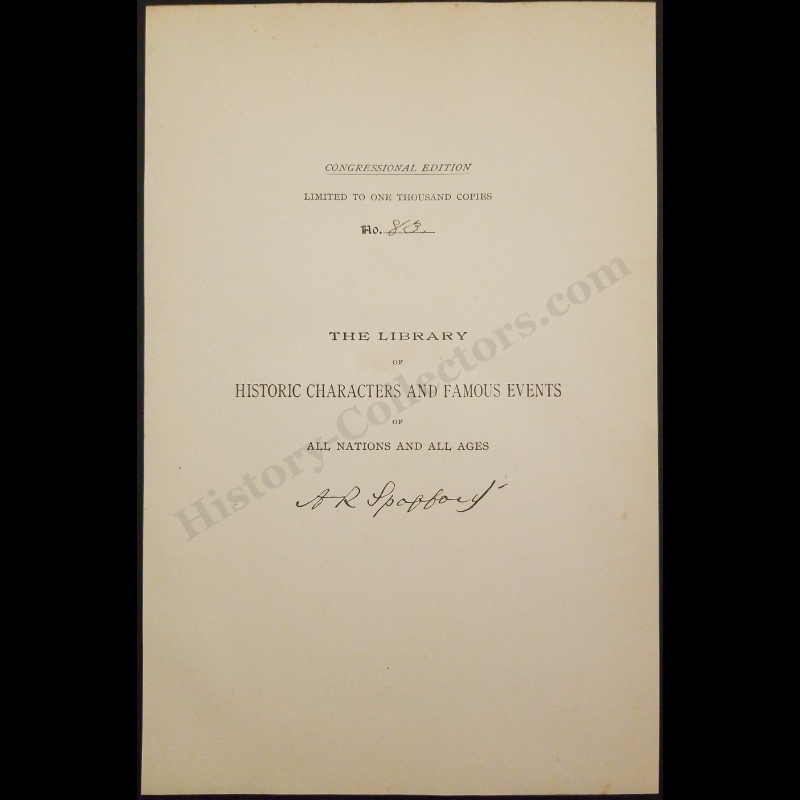 CONGRESSIONAL EDITION
LIMITED TO ONE THOUSAND COPIES
No. 83.
THE LIBRARY
OF
HISTORIC CHARACTERS AND FAMOUS EVENTS
OF
ALL NATIONS AND ALL AGES
A R Spofford
History-Collectors.com